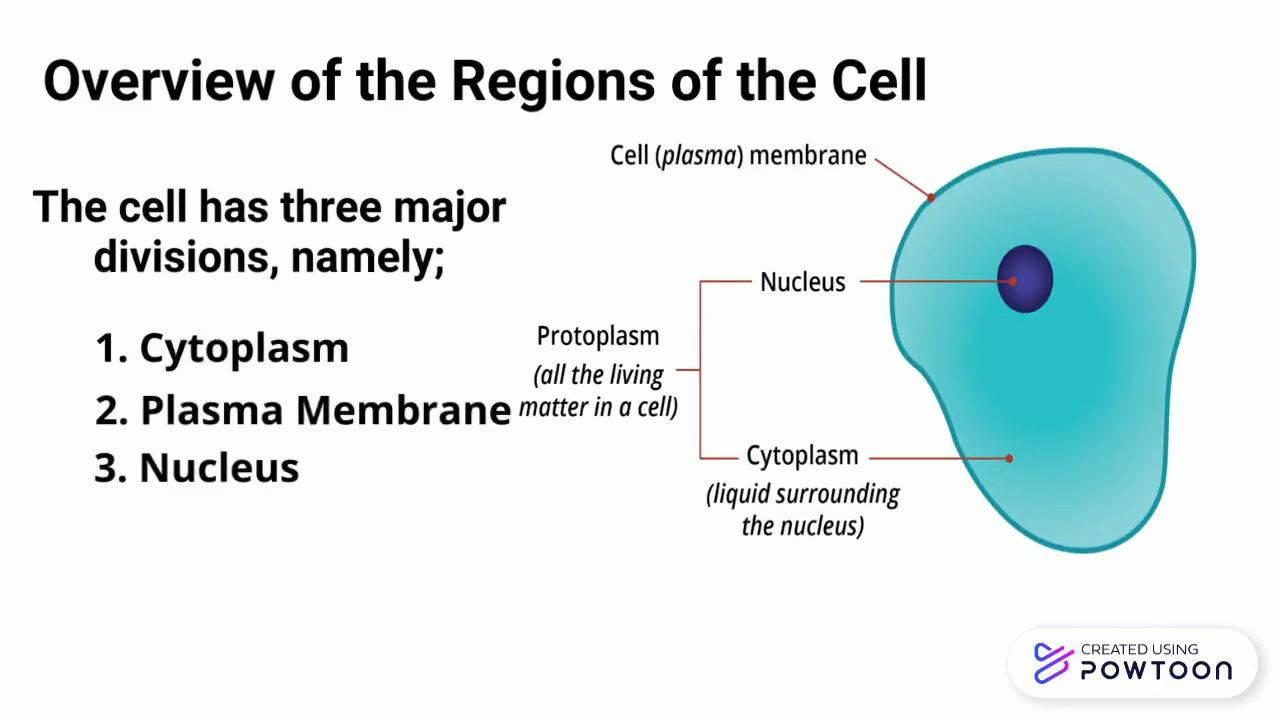 Overview of the Regions of the Cell
The cell has three major
divisions, namely;
1. Cytoplasm
2. Plasma Membrane
3. Nucleus
Cell (plasma) membrane
Nucleus
Protoplasm
(all the living
matter in a cell)
Cytoplasm
(liquid surrounding
the nucleus)
CREATED USING
POWTOON